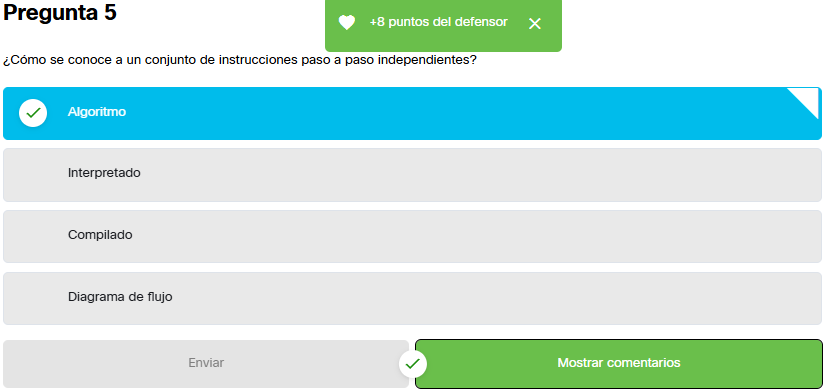 Pregunta 5
+8 puntos del defensor
¿Cómo se conoce a un conjunto de instrucciones paso a paso independientes?
Algoritmo
Interpretado
Compilado
Diagrama de flujo
Enviar
Mostrar comentarios